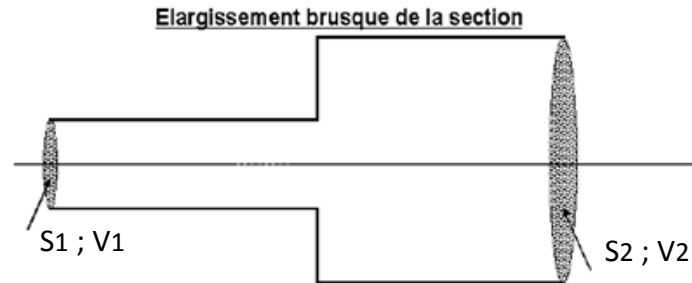 Elargissement brusque de la section
S1 ; V1
S2 ; V2